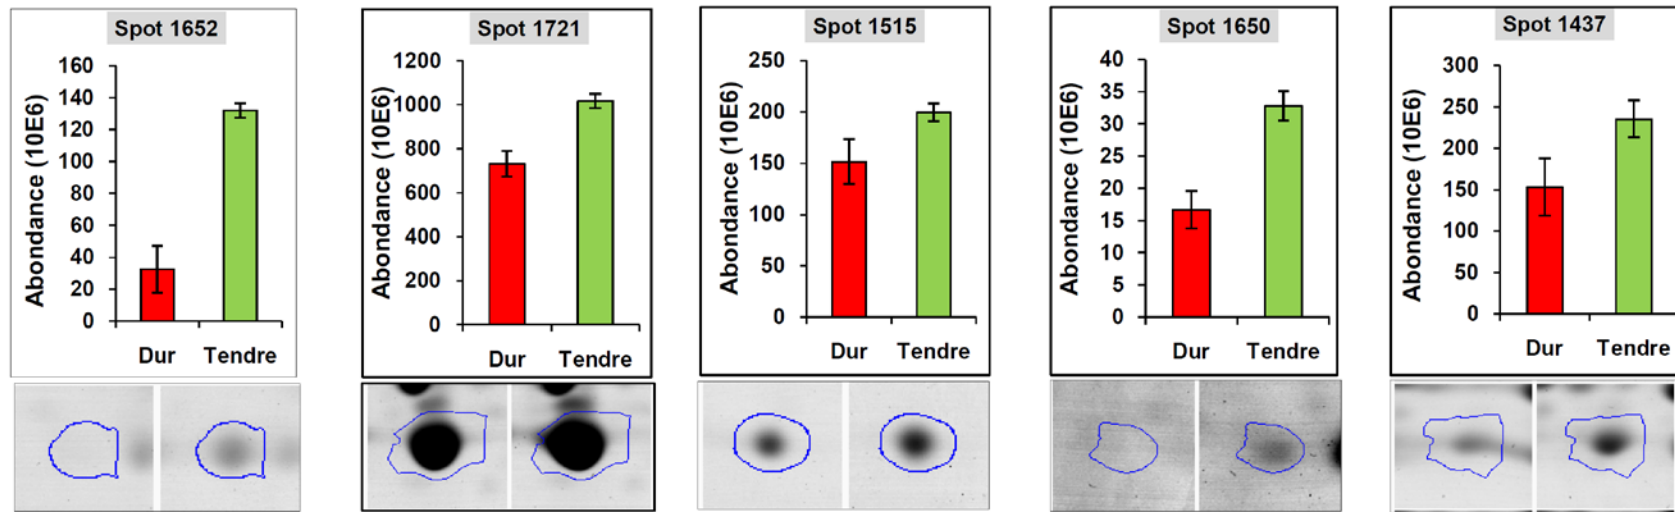 Spot 1652
Abondance (10E6)
160
140
120
100
80
60
40
20
0
Dur Tendre
Spot 1721
Abondance (10E6)
1200
1000
800
600
400
200
0
Dur Tendre
Spot 1515
Abondance (10E6)
250
200
150
100
50
0
Dur Tendre
Spot 1650
Abondance (10E6)
40
35
30
25
20
15
10
5
0
Dur Tendre
Spot 1437
Abondance (10E6)
300
250
200
150
100
50
0
Dur Tendre